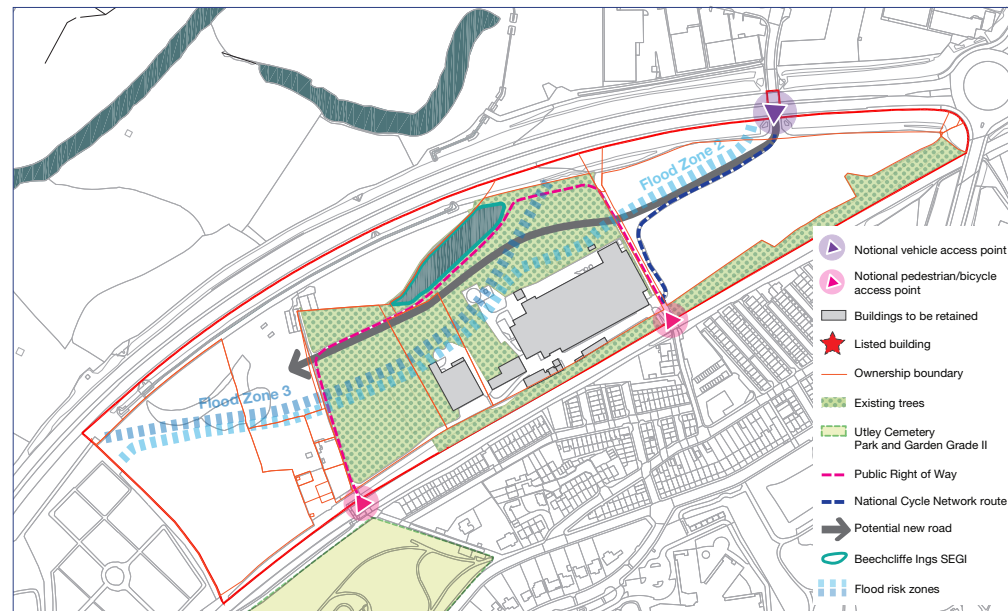 Flood Zone 2
Flood Zone 3
Notional vehicle access point
Notional pedestrian/bicycle
access point
Buildings to be retained
Listed building
Ownership boundary
Existing trees
Utley Cemetery
Park and Garden Grade II
Public Right of Way
National Cycle Network route
Potential new road
Beechcliffe Ings SEGI
Flood risk zones